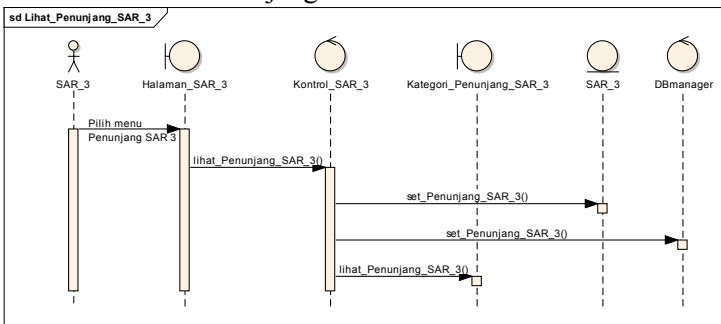 sd Lihat_Penunjang_SAR_3
SAR_3
Halaman_SAR_3
Kontrol_SAR_3
Kategori_Penunjang_SAR_3
SAR_3
DBmanager
Pilih menu
Penunjang SAR 3
lihat_Penunjang_SAR_3()
set_Penunjang_SAR_3()
set_Penunjang_SAR_3()
lihat_Penunjang_SAR_3()